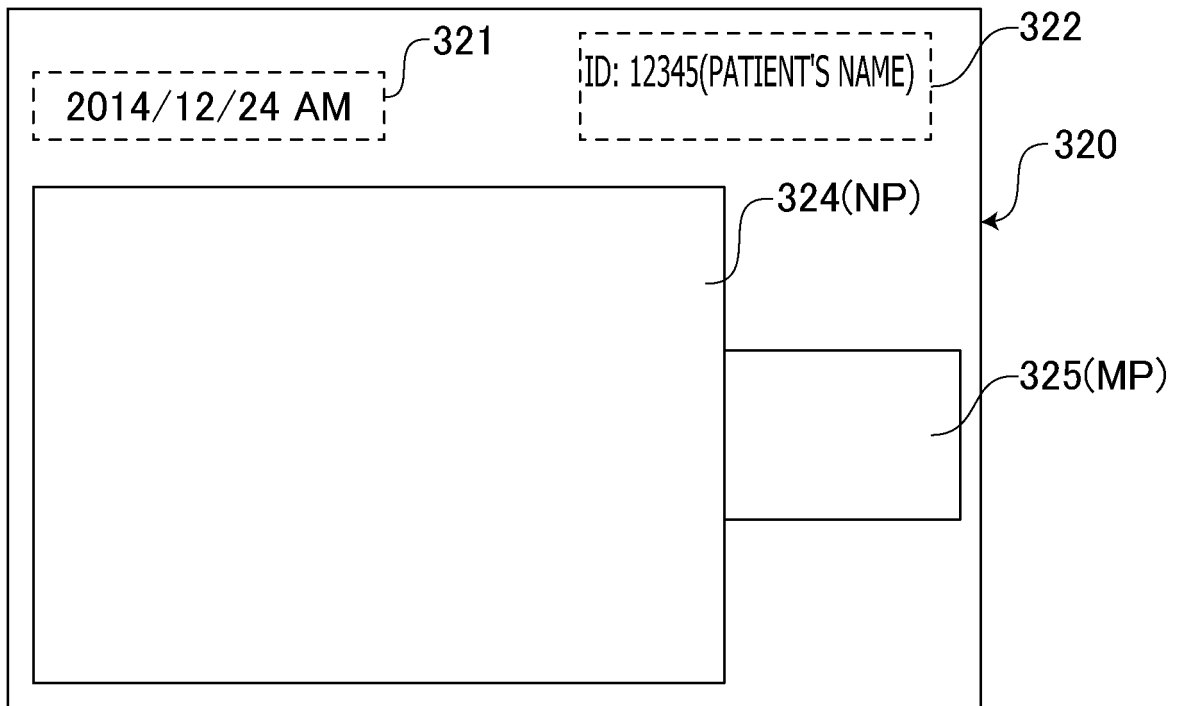 321
322
2014/12/24 AM
ID: 12345(PATIENT'S NAME)
320
324(NP)
325(MP)